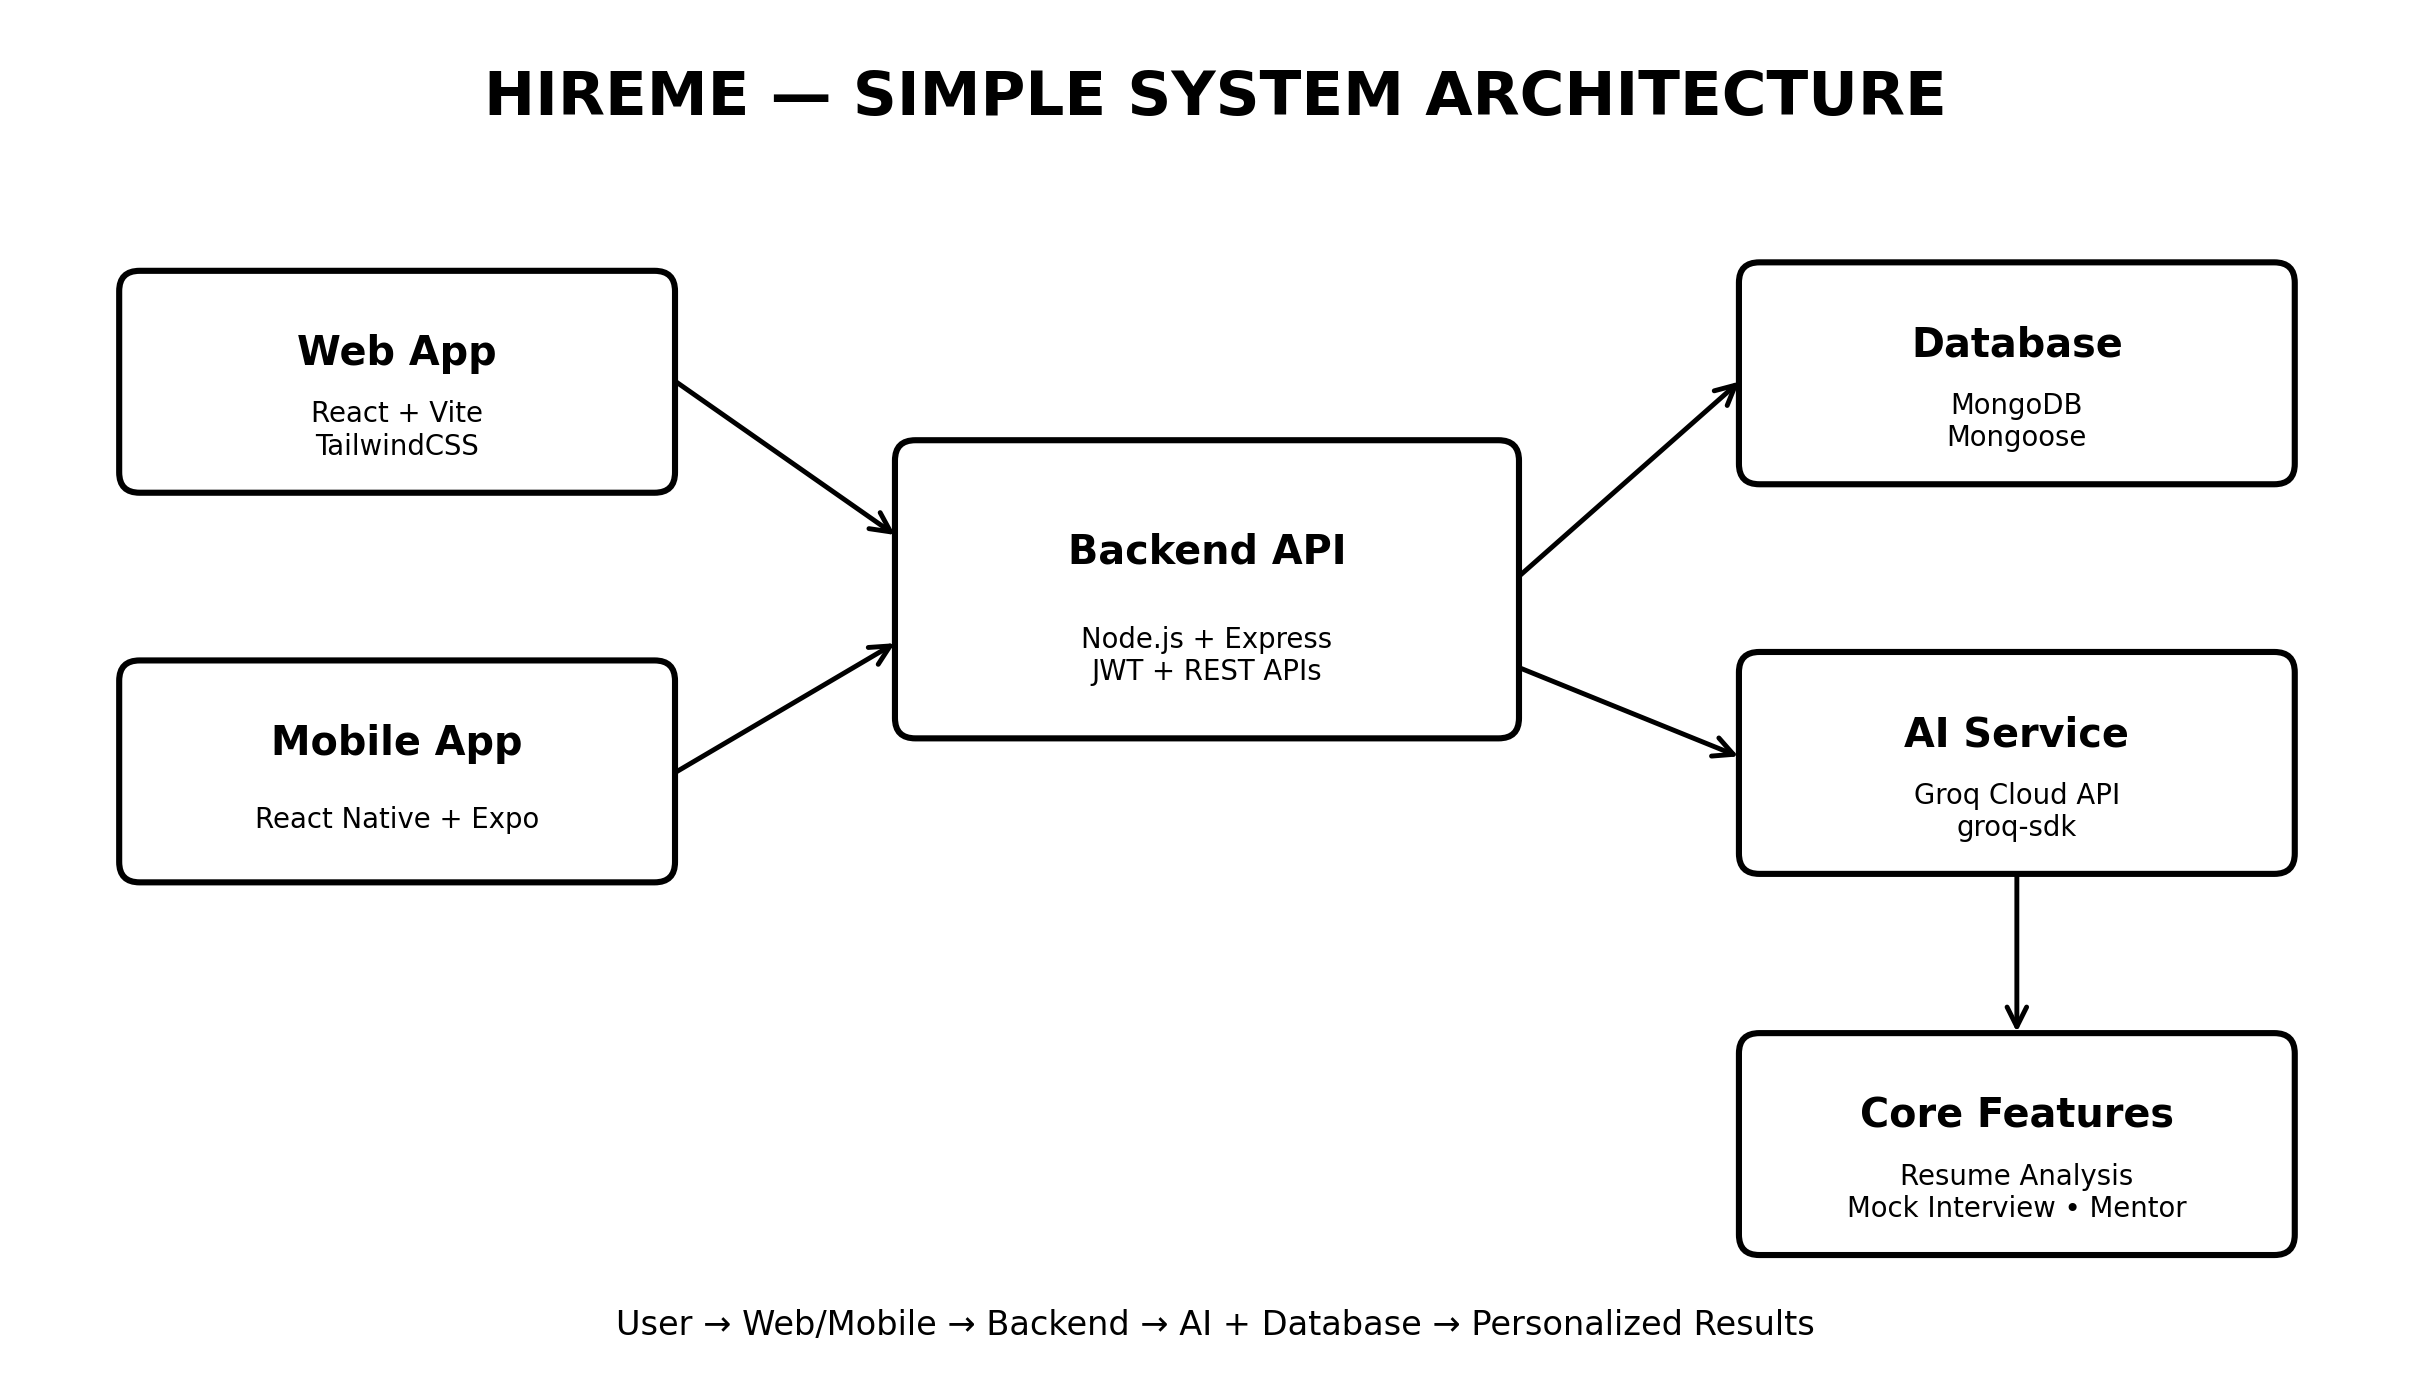 HIREME — SIMPLE SYSTEM ARCHITECTURE
Web App
React + Vite
TailwindCSS
Mobile App
React Native + Expo
Backend API
Node.js + Express
JWT + REST APIs
Database
MongoDB
Mongoose
AI Service
Groq Cloud API
groq-sdk
Core Features
Resume Analysis
Mock Interview • Mentor
User → Web/Mobile → Backend → AI + Database → Personalized Results